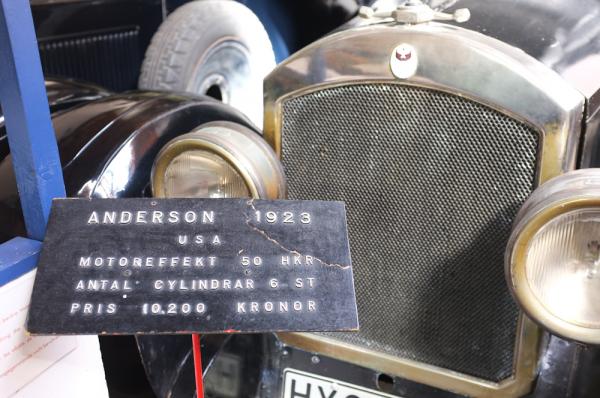 ANDERSON 1923
USA
MOTOREFFEKT 50 HKR
ANTAL CYLINDRAR 6 ST
PRIS 10.200 KRONOR